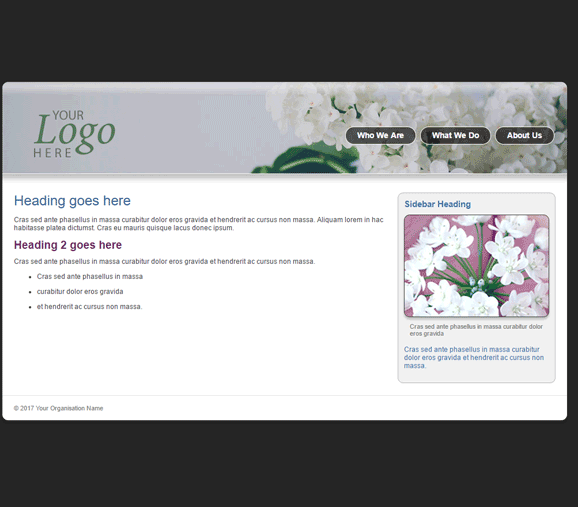 YOUR
Logo
HERE
Who We Are
What We Do
About Us
Heading goes here
Cras sed ante phasellus in massa curabitur dolor eros gravida et hendrerit ac cursus non massa. Aliquam lorem in hac
habitasse platea dictumst. Cras eu mauris quisque lacus donec ipsum.
Heading 2 goes here
Cras sed ante phasellus in massa curabitur dolor eros gravida et hendrerit ac cursus non massa.
• Cras sed ante phasellus in massa
• curabitur dolor eros gravida
• et hendrerit ac cursus non massa.
Sidebar Heading
Cras sed ante phasellus in massa curabitur dolor
eros gravida
Cras sed ante phasellus in massa curabitur
dolor eros gravida et hendrerit ac cursus non
massa.
© 2017 Your Organisation Name